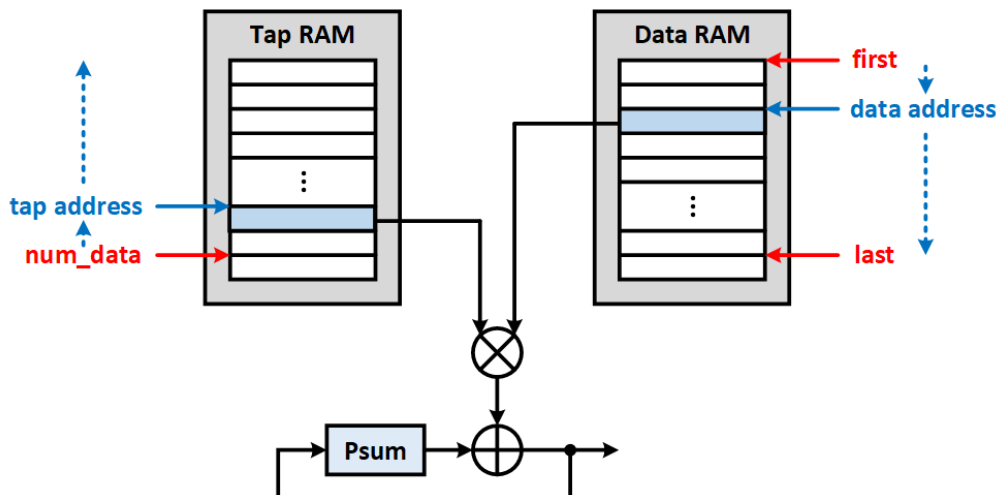 Tap RAM
Data RAM
first
data address
tap address
num_data
last
Psum